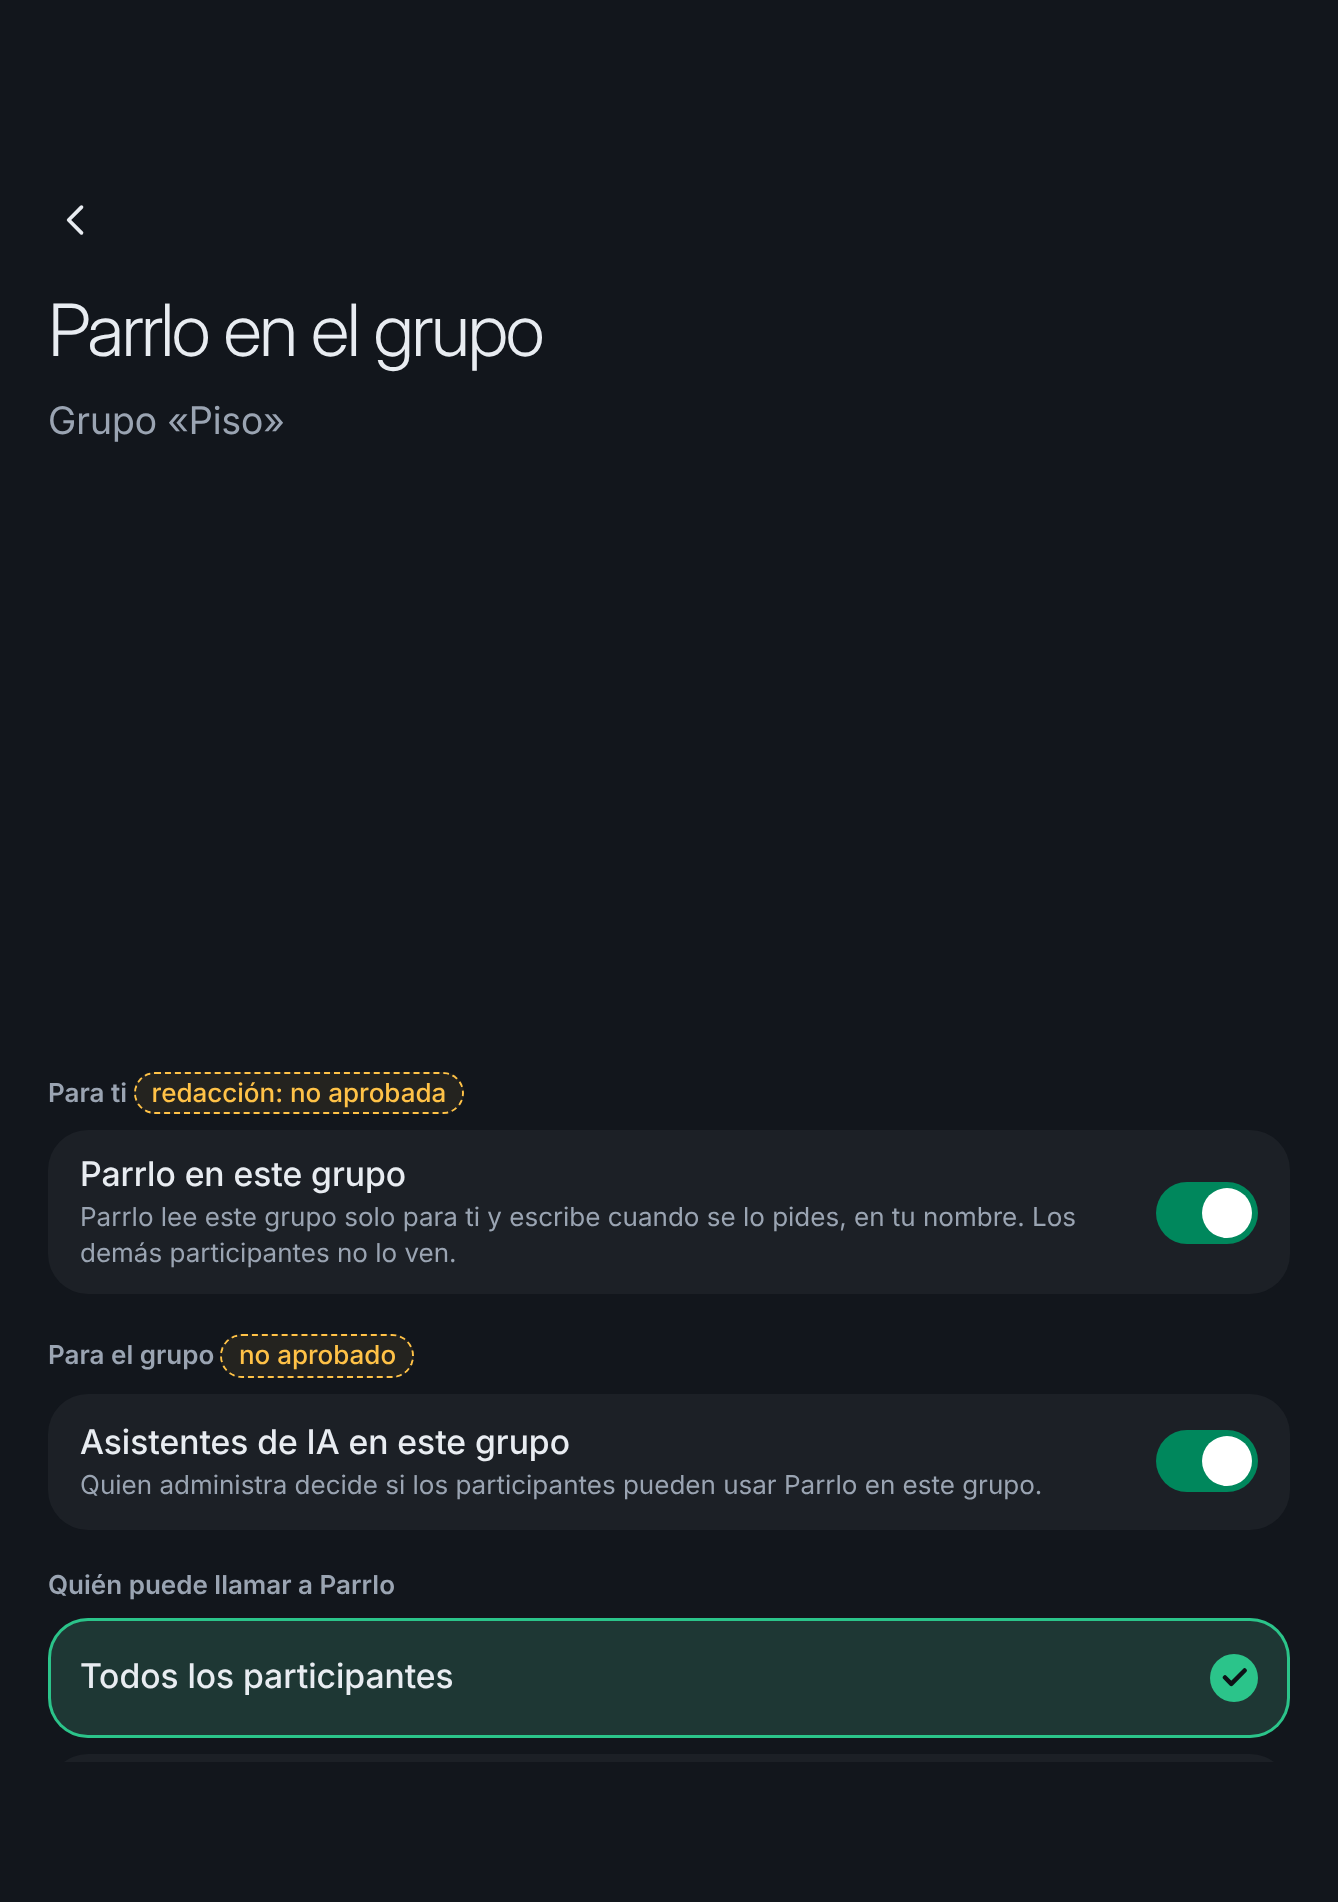 Parrlo en el grupo
Grupo «Piso»
Para ti redacción: no aprobada
Parrlo en este grupo
Parrlo lee este grupo solo para ti y escribe cuando se lo pides, en tu nombre. Los
demás participantes no lo ven.
Para el grupo no aprobado
Asistentes de IA en este grupo
Quien administra decide si los participantes pueden usar Parrlo en este grupo.
Quién puede llamar a Parrlo
Todos los participantes